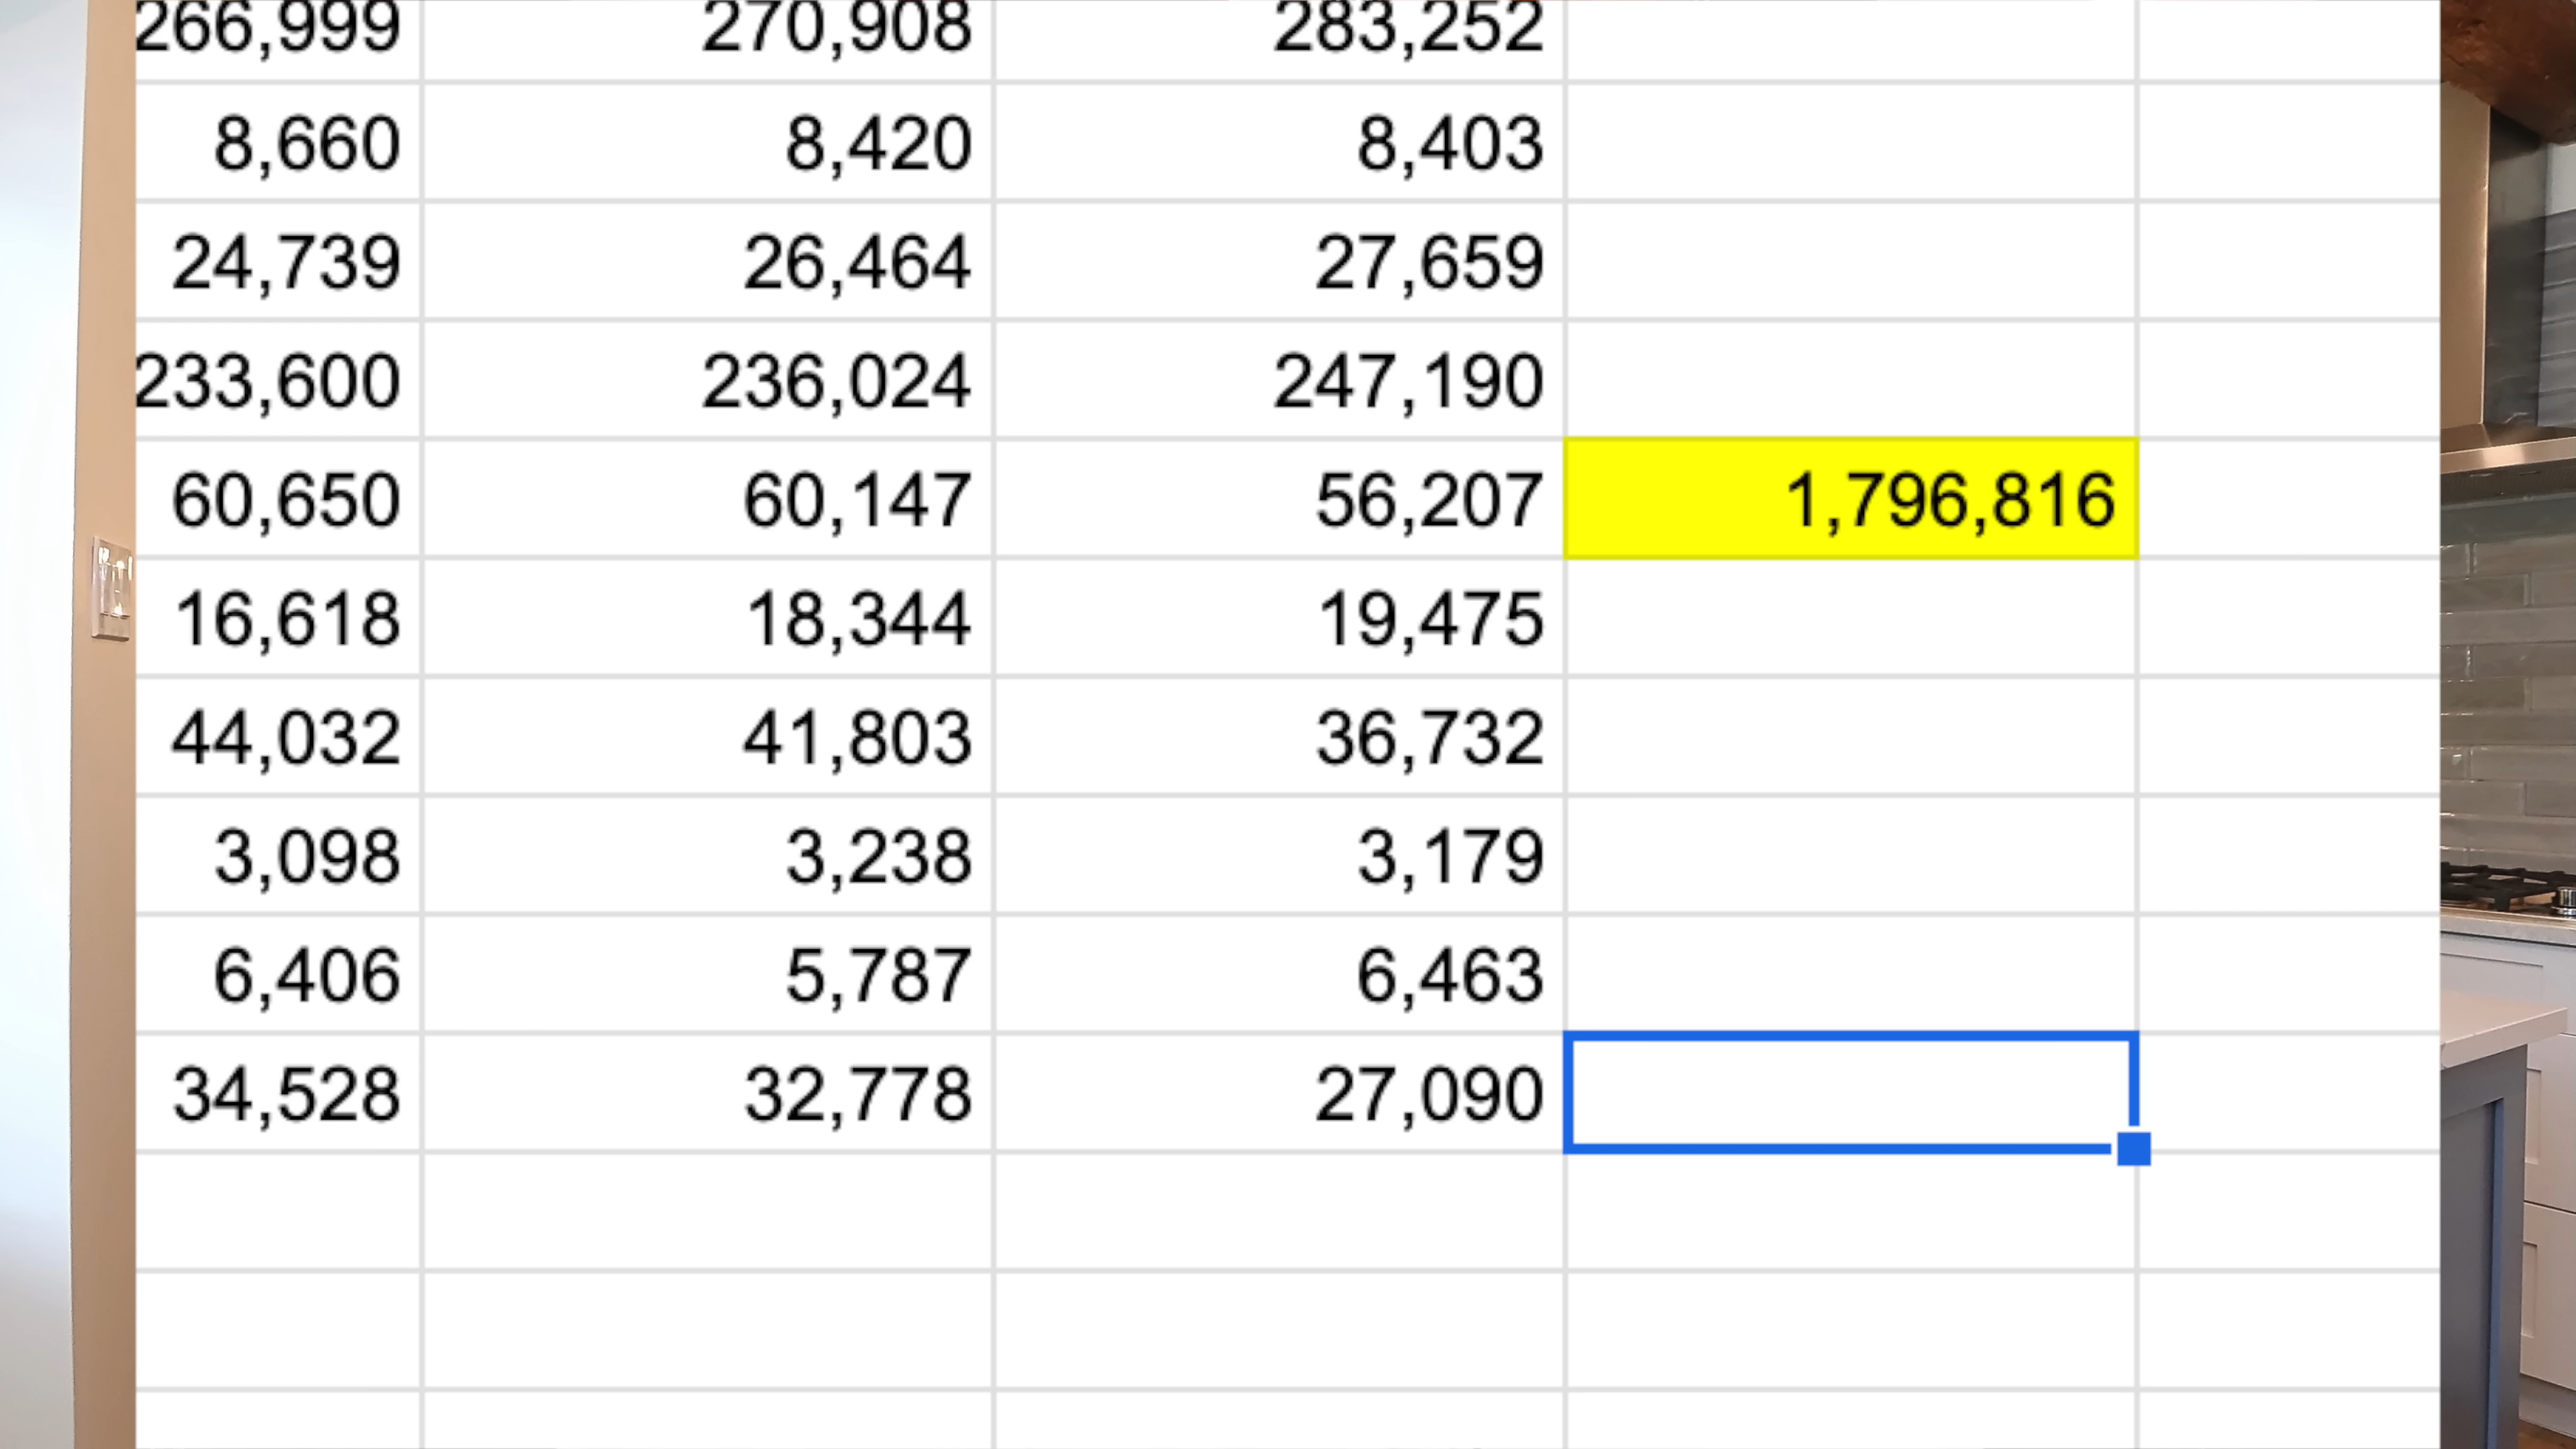 266,999 270,908 283,252
8,660 8,420 8,403
24,739 26,464 27,659
233,600 236,024 247,190
60,650 60,147 56,207 1,796,816
16,618 18,344 19,475
44,032 41,803 36,732
3,098 3,238 3,179
6,406 5,787 6,463
34,528 32,778 27,090